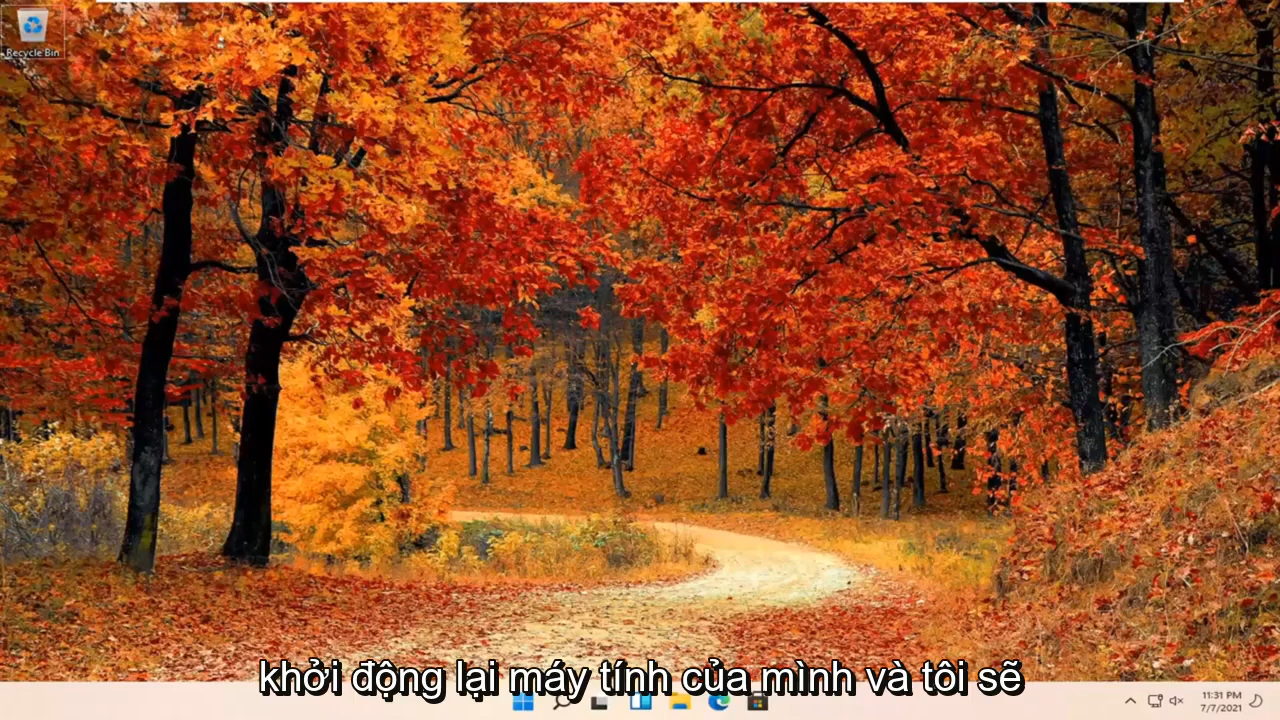 Recycle Bin
khởi động lại máy tính của mình và tôi sẽ
11:31 PM
7/7/2021